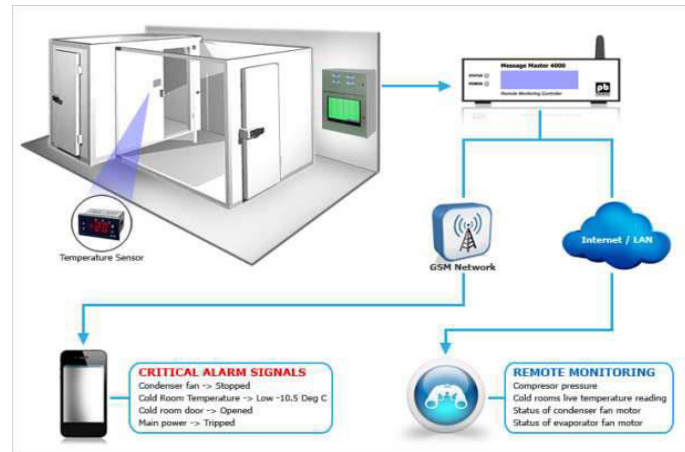 Message Master 4000
STATUS
POWER
Remote Monitoring Controller
pb
Temperature Sensor
GSM Network
Internet / LAN
CRITICAL ALARM SIGNALS
Condenser fan -> Stopped
Cold Room Temperature -> Low -10.5 Deg C
Cold room door -> Opened
Main power -> Tripped
REMOTE MONITORING
Compresor pressure
Cold rooms live temperature reading
Status of condenser fan motor
Status of evaporator fan motor